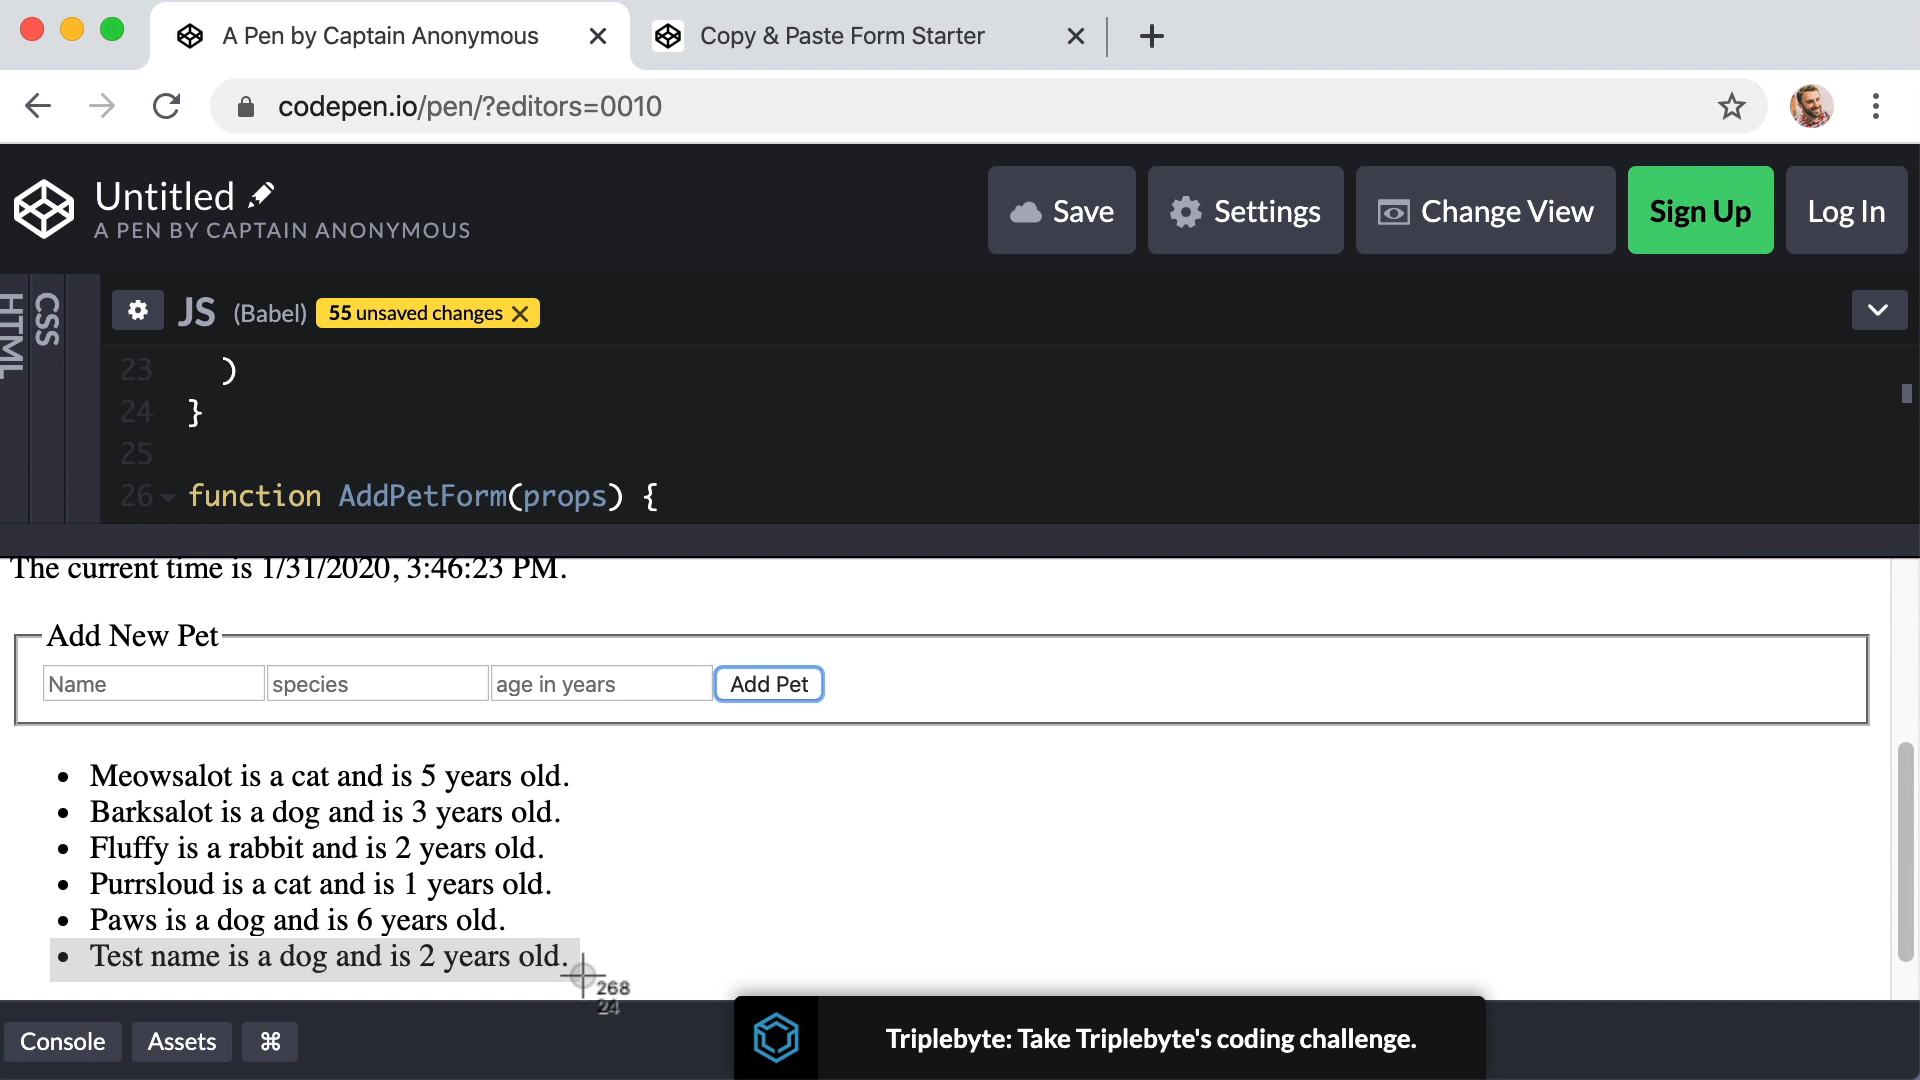 A Pen by Captain Anonymous
Copy & Paste Form Starter
codepen.io/pen/?editors=0010
Untitled
A PEN BY CAPTAIN ANONYMOUS
Save
Settings
Change View
Sign Up
Log In
HTML
CSS
JS (Babel) 55 unsaved changes
23 )
24 }
25
26 function AddPetForm(props) {
The current time is 1/31/2020, 3:46:23 PM.
Add New Pet
Name species age in years Add Pet
• Meowsalot is a cat and is 5 years old.
• Barksalot is a dog and is 3 years old.
• Fluffy is a rabbit and is 2 years old.
• Purrsloud is a cat and is 1 years old.
• Paws is a dog and is 6 years old.
• Test name is a dog and is 2 years old.
268
24
Console Assets ⌘
Triplebyte: Take Triplebyte's coding challenge.